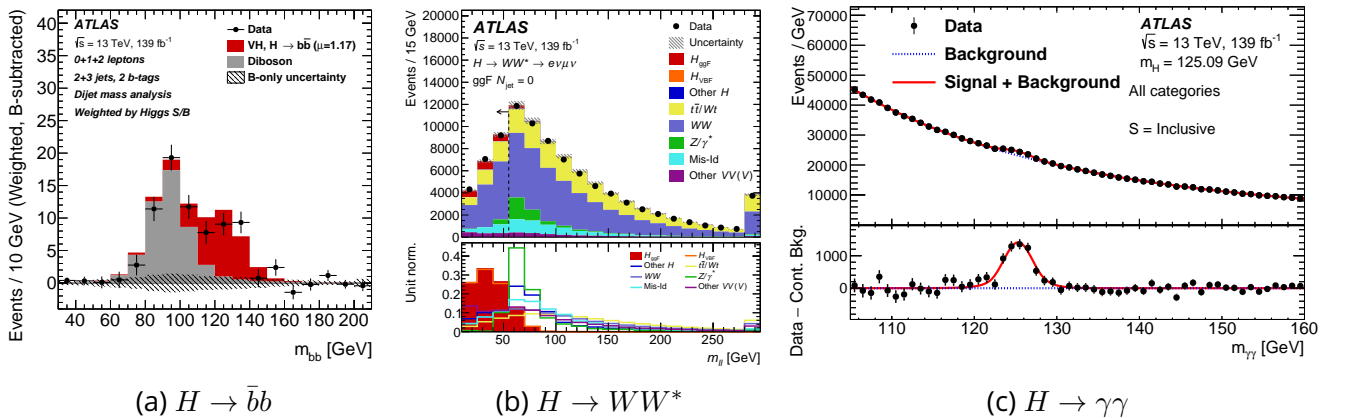 ATLAS
√s = 13 TeV, 139 fb⁻¹
0+1+2 leptons
2+3 jets, 2 b-tags
Dijet mass analysis
Weighted by Higgs S/B
Data
VH, H → bb̄ (μ=1.17)
Diboson
B-only uncertainty
Events / 10 GeV (Weighted, B-subtracted)
20
15
10
5
0
40 60 80 100 120 140 160 180 200
m_bb [GeV]
(a) H → b̄b
ATLAS
√s = 13 TeV, 139 fb⁻¹
H → WW* → eνμν
ggF N_jet = 0
Data
Uncertainty
H_ggF
H_VBF
Other H
tt̄/Wt
WW
Z/γ*
Mis-Id
Other VV(V)
Events / 15 GeV
20000
18000
16000
14000
12000
10000
8000
6000
4000
2000
0
Unit norm.
0.4
0.3
0.2
0.1
0
H_ggF H_VBF
Other H tt̄/Wt
WW Z/γ*
Mis-Id Other VV(V)
50 100 150 200 250
m_ll [GeV]
(b) H → WW*
Events / GeV
70000
60000
50000
40000
30000
20000
10000
Data
Background
Signal + Background
ATLAS
√s = 13 TeV, 139 fb⁻¹
m_H = 125.09 GeV
All categories
S = Inclusive
Data − Cont. Bkg.
1000
0
110 120 130 140 150 160
m_γγ [GeV]
(c) H → γγ